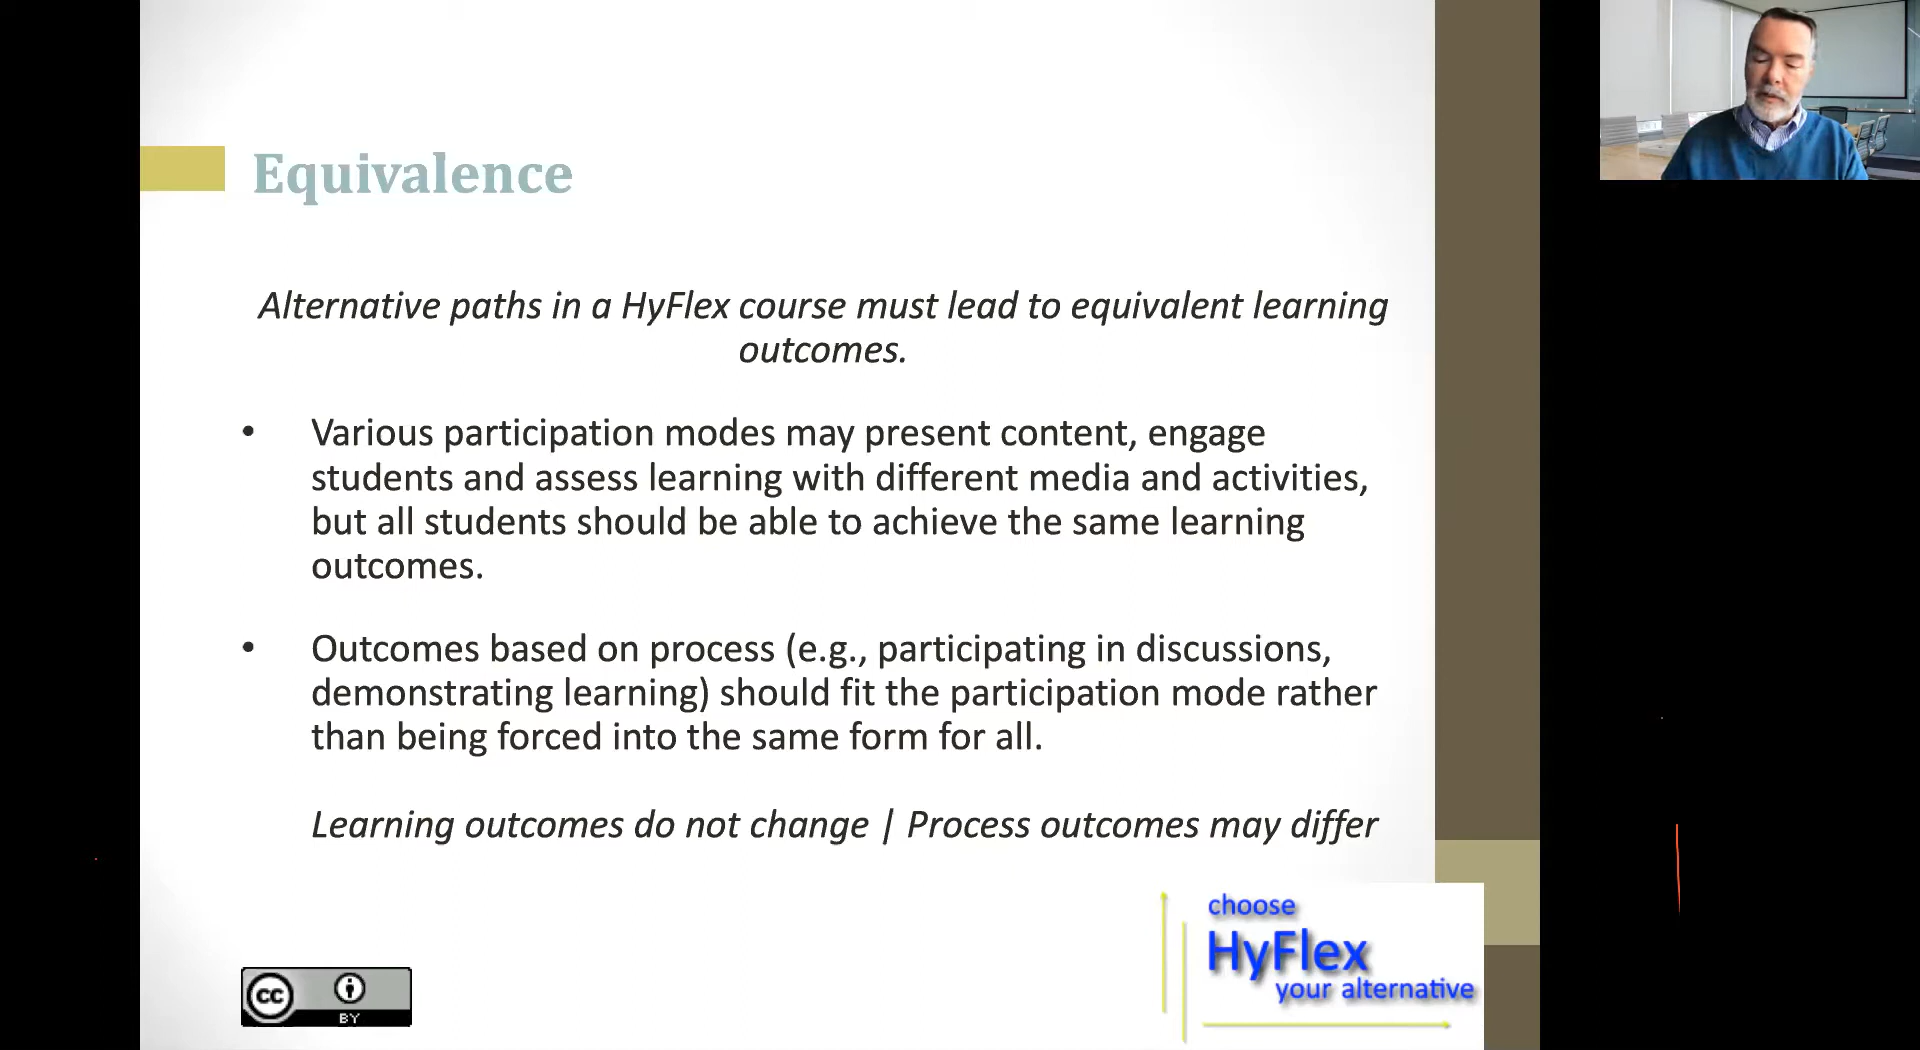 Equivalence
Alternative paths in a HyFlex course must lead to equivalent learning
outcomes.
• Various participation modes may present content, engage
students and assess learning with different media and activities,
but all students should be able to achieve the same learning
outcomes.
• Outcomes based on process (e.g., participating in discussions,
demonstrating learning) should fit the participation mode rather
than being forced into the same form for all.
Learning outcomes do not change | Process outcomes may differ
choose
HyFlex
your alternative
cc
BY